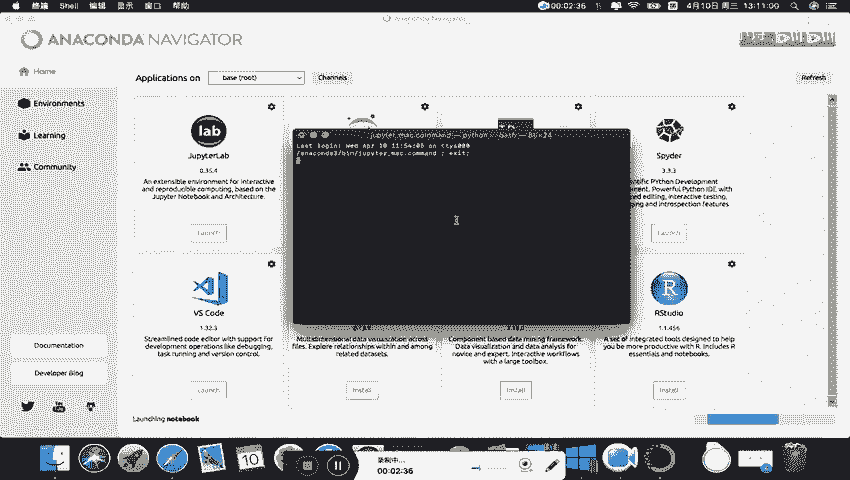 终端 Shell 编辑 显示 窗口 帮助 00:02:36 4月10日 周三 13:11:00
Anaconda Navigator
ANACONDA NAVIGATOR
Home
Applications on base (root) Channels Refresh
Environments
Learning
Community
lab
JupyterLab
0.35.4
An extensible environment for interactive
and reproducible computing, based on the
Jupyter Notebook and Architecture.
Launch
jupyter_mac.command — python ‹ -bash — 80×24
Last login: Wed Apr 10 11:54:05 on ttys000
/anaconda3/bin/jupyter_mac.command ; exit;
Spyder
3.3.3
Scientific Python Development
Powerful Python IDE with
editing, interactive testing,
and introspection features
Launch
VS Code
1.32.3
Streamlined code editor with support for
development operations like debugging,
task running and version control.
Launch
Multidimensional data visualization across
files. Explore relationships within and among
related datasets.
Install
Component based data mining framework.
Data visualization and data analysis for
novice and expert. Interactive workflows
with a large toolbox.
Install
R
RStudio
1.1.456
A set of integrated tools designed to help
you be more productive with R. Includes R
essentials and notebooks.
Install
Documentation
Developer Blog
Launching notebook
10
录制中...
00:02:36